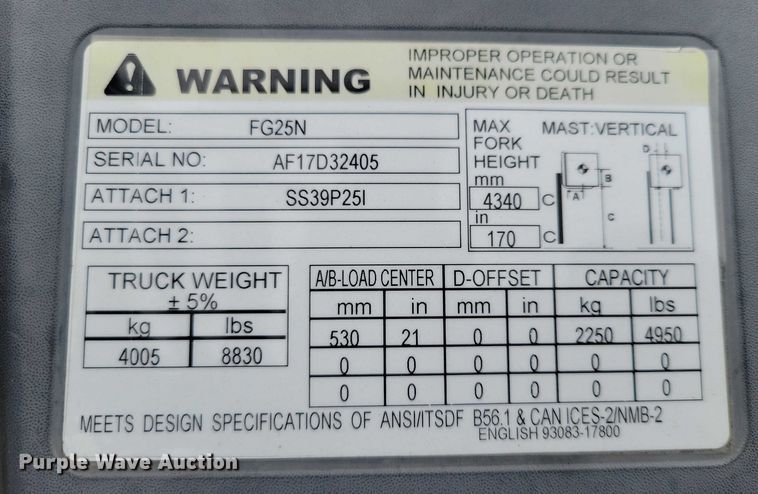 WARNING
IMPROPER OPERATION OR
MAINTENANCE COULD RESULT
IN INJURY OR DEATH
MODEL: FG25N
SERIAL NO: AF17D32405
ATTACH 1: SS39P25I
ATTACH 2:
MAX FORK HEIGHT
MAST:VERTICAL
mm
4340 C
in
170 C
A
B
C
D
TRUCK WEIGHT
± 5%
kg lbs
4005 8830
A/B-LOAD CENTER D-OFFSET CAPACITY
mm in mm in kg lbs
530 21 0 0 2250 4950
0 0 0 0 0 0
0 0 0 0 0 0
MEETS DESIGN SPECIFICATIONS OF ANSI/ITSDF B56.1 & CAN ICES-2/NMB-2
ENGLISH 93083-17800
Purple Wave Auction